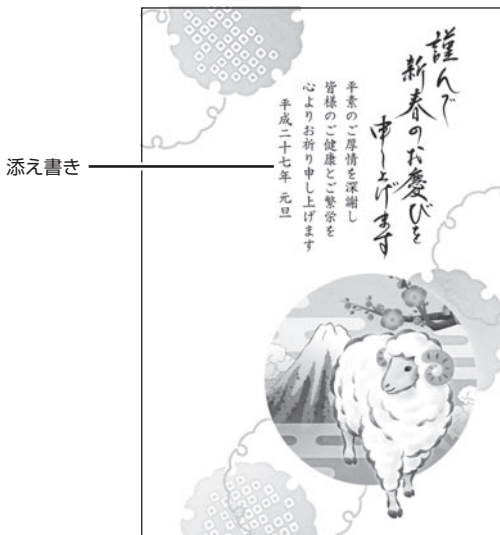 添え書き
謹んで
新春のお慶びを
申し上げます
平素のご厚情を深謝し
皆様のご健康とご繁栄を
心よりお祈り申し上げます
平成二十七年 元旦